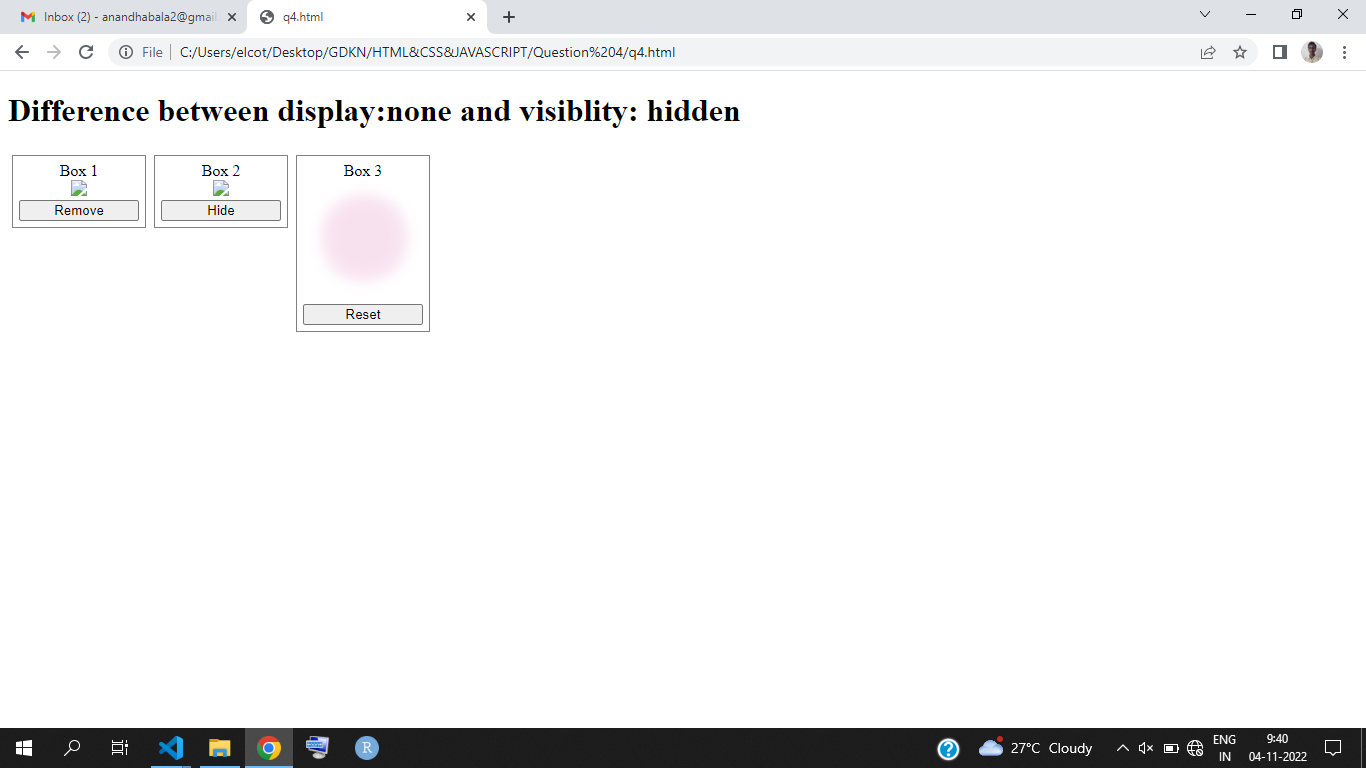 Inbox (2) - anandhabala2@gmail
q4.html
File
C:/Users/elcot/Desktop/GDKN/HTML&CSS&JAVASCRIPT/Question%204/q4.html
Difference between display:none and visiblity: hidden
Box 1
Remove
Box 2
Hide
Box 3
Reset
R
27°C Cloudy
ENG
IN
9:40
04-11-2022